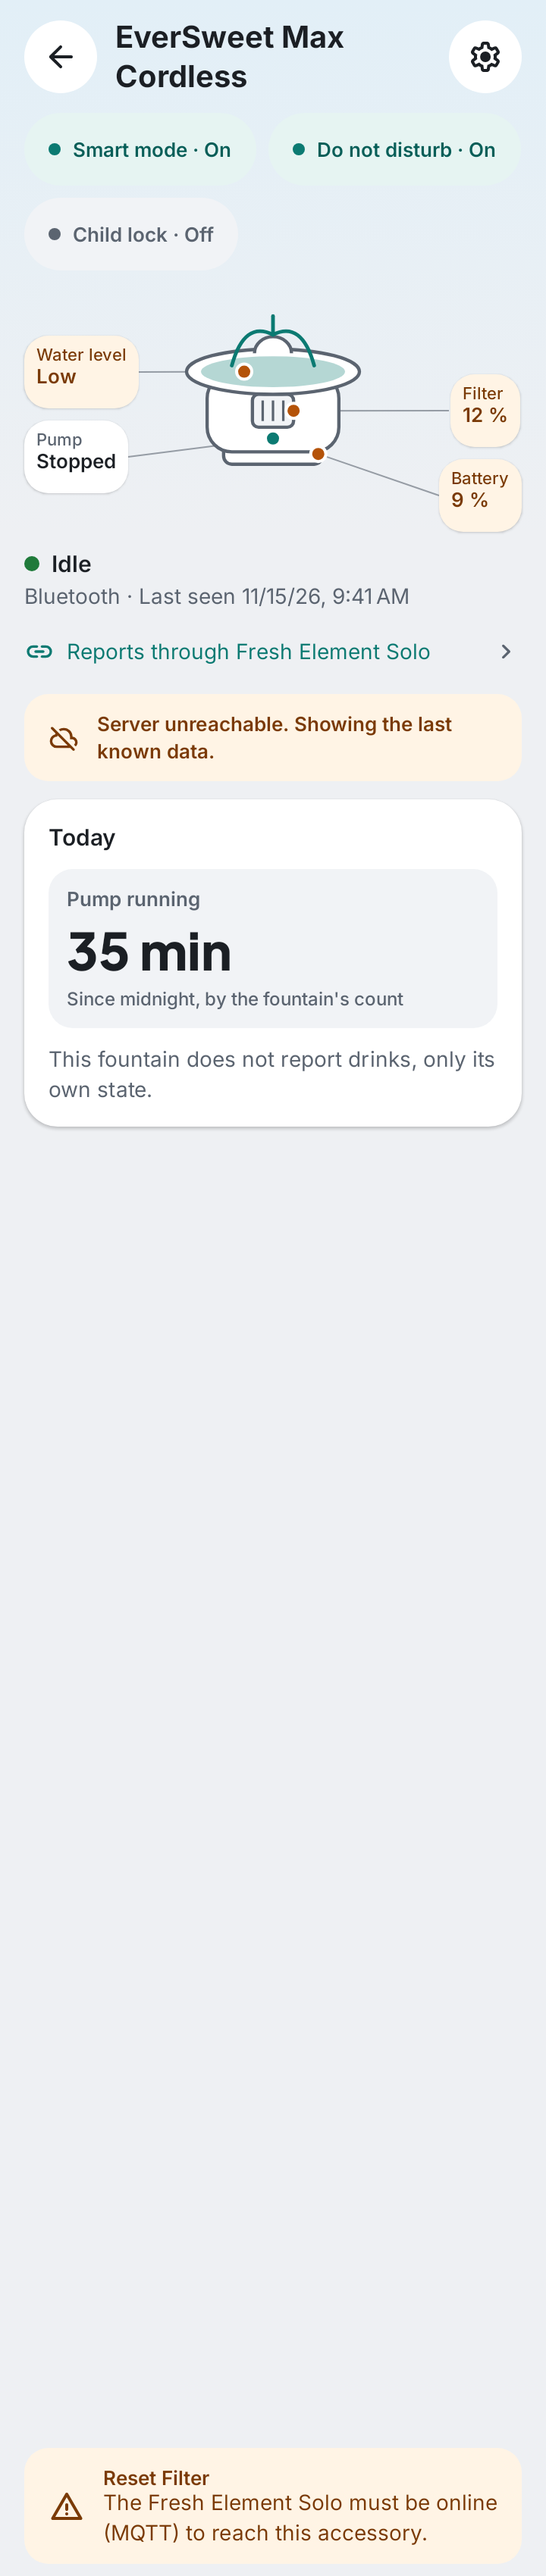 EverSweet Max
Cordless
Smart mode · On
Do not disturb · On
Child lock · Off
Water level
Low
Filter
12 %
Pump
Stopped
Battery
9 %
Idle
Bluetooth · Last seen 11/15/26, 9:41 AM
Reports through Fresh Element Solo
Server unreachable. Showing the last
known data.
Today
Pump running
35 min
Since midnight, by the fountain's count
This fountain does not report drinks, only its
own state.
Reset Filter
The Fresh Element Solo must be online
(MQTT) to reach this accessory.